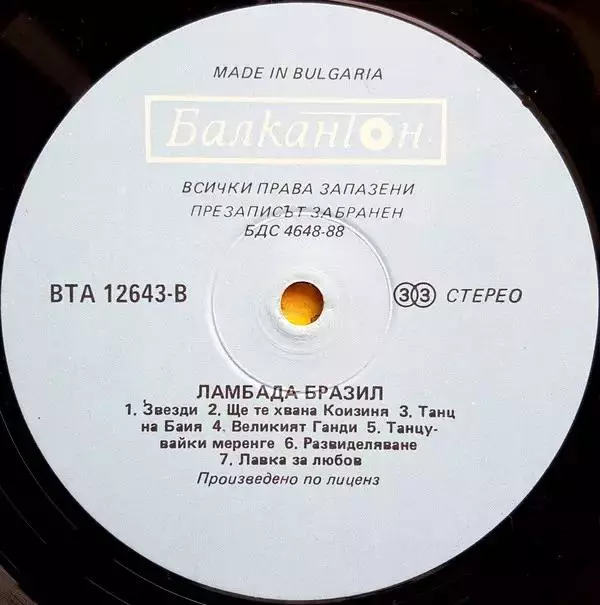 MADE IN BULGARIA
Балкантон
ВСИЧКИ ПРАВА ЗАПАЗЕНИ
ПРЕЗАПИСЪТ ЗАБРАНЕН
БДС 4648-88
ВТА 12643-В
33 СТЕРЕО
ЛАМБАДА БРАЗИЛ
1. Звезди 2. Ще те хвана Коизиня 3. Танц
на Баия 4. Великият Ганди 5. Танцу-
вайки меренге 6. Развиделяване
7. Лавка за любов
Произведено по лиценз